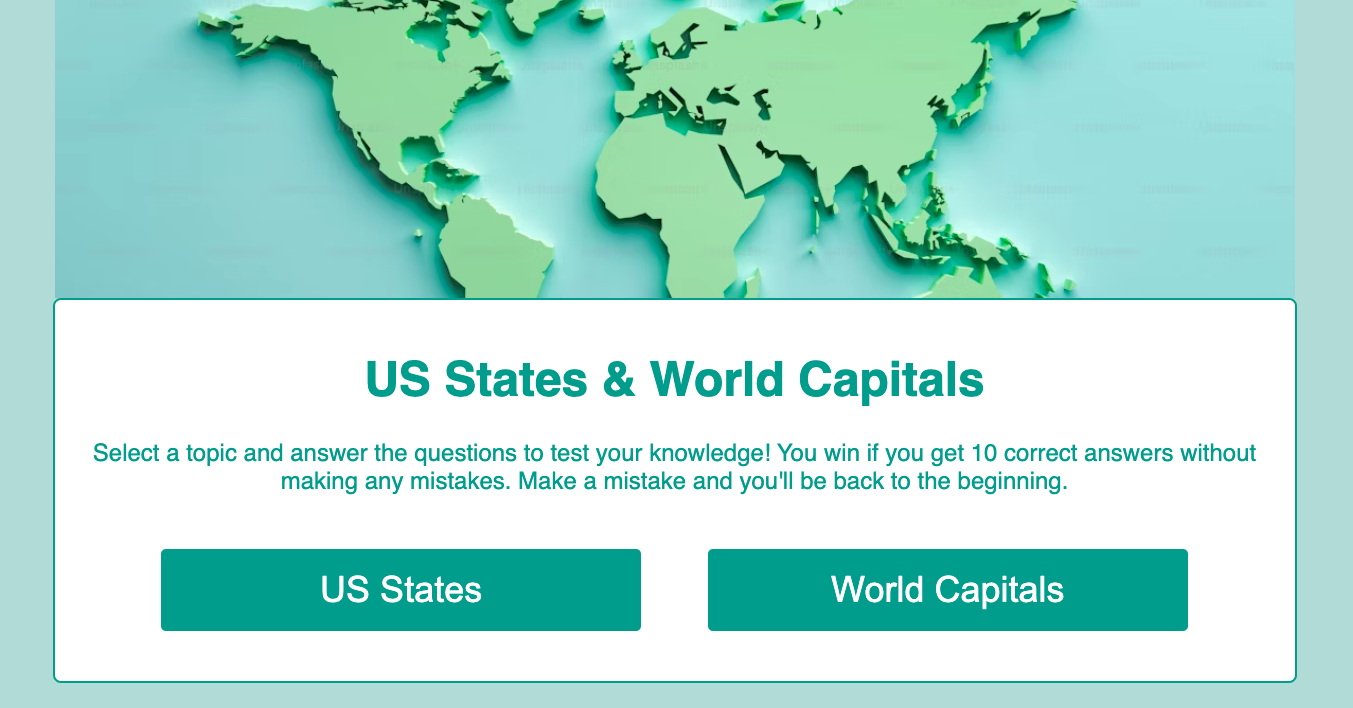 US States & World Capitals
Select a topic and answer the questions to test your knowledge! You win if you get 10 correct answers without
making any mistakes. Make a mistake and you'll be back to the beginning.
US States
World Capitals